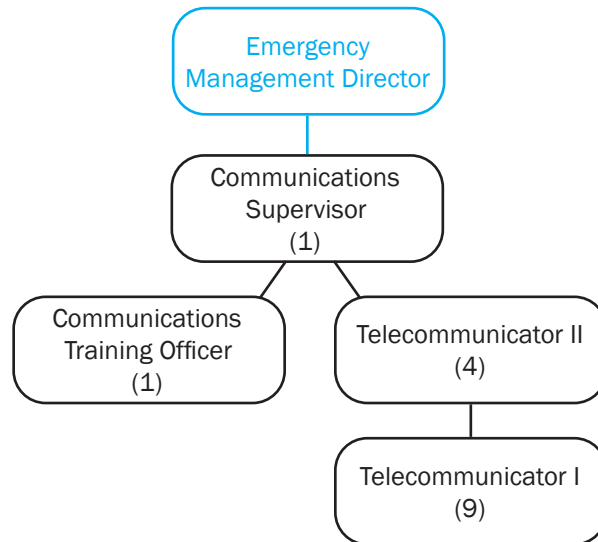 Emergency
Management Director
Communications
Supervisor
(1)
Communications
Training Officer
(1)
Telecommunicator II
(4)
Telecommunicator I
(9)